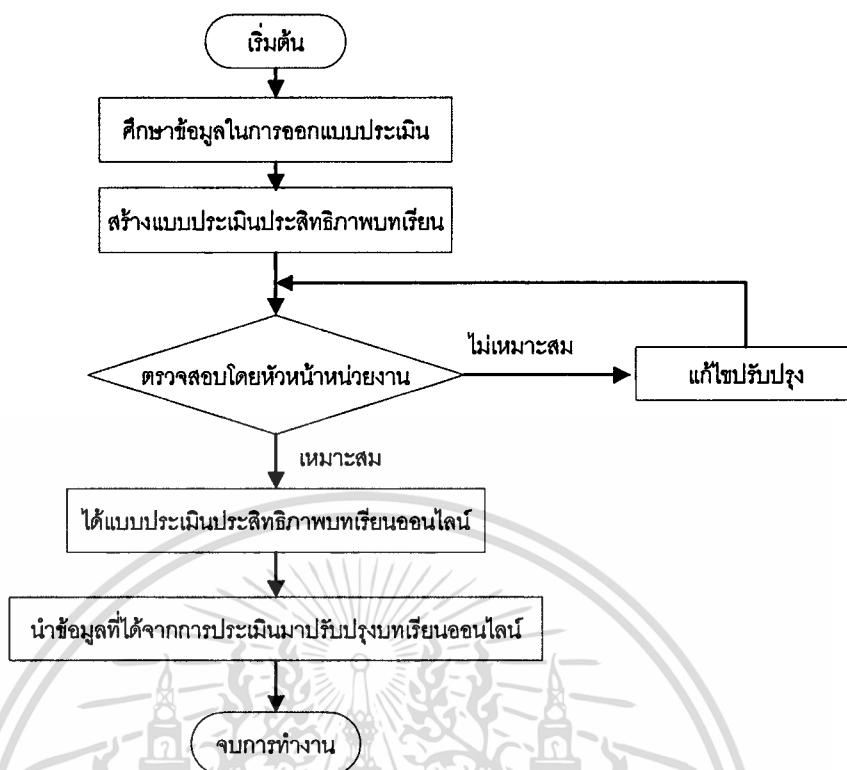 เริ่มต้น
ศึกษาข้อมูลในการออกแบบประเมิน
สร้างแบบประเมินประสิทธิภาพบทเรียน
ตรวจสอบโดยหัวหน้าหน่วยงาน
ไม่เหมาะสม
แก้ไขปรับปรุง
เหมาะสม
ได้แบบประเมินประสิทธิภาพบทเรียนออนไลน์
นำข้อมูลที่ได้จากการประเมินมาปรับปรุงบทเรียนออนไลน์
จบการทำงาน